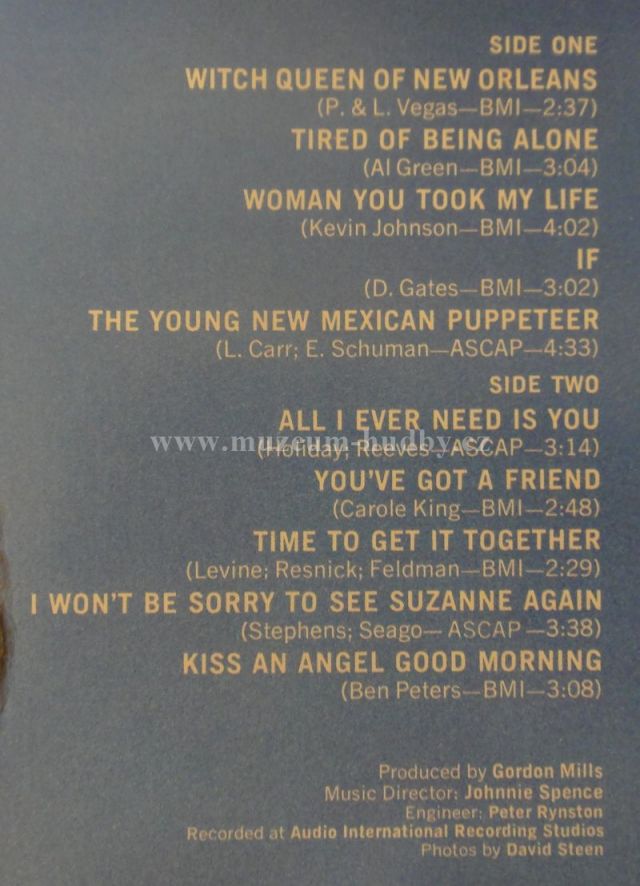 SIDE ONE
WITCH QUEEN OF NEW ORLEANS
(P. & L. Vegas—BMI—2:37)
TIRED OF BEING ALONE
(Al Green—BMI—3:04)
WOMAN YOU TOOK MY LIFE
(Kevin Johnson—BMI—4:02)
IF
(D. Gates—BMI—3:02)
THE YOUNG NEW MEXICAN PUPPETEER
(L. Carr; E. Schuman—ASCAP—4:33)
SIDE TWO
ALL I EVER NEED IS YOU
www.muzeum-hudby.cz
(Holiday; Reeves—ASCAP—3:14)
YOU'VE GOT A FRIEND
(Carole King—BMI—2:48)
TIME TO GET IT TOGETHER
(Levine; Resnick; Feldman—BMI—2:29)
I WON'T BE SORRY TO SEE SUZANNE AGAIN
(Stephens; Seago— ASCAP —3:38)
KISS AN ANGEL GOOD MORNING
(Ben Peters—BMI—3:08)
Produced by Gordon Mills
Music Director: Johnnie Spence
Engineer: Peter Rynston
Recorded at Audio International Recording Studios
Photos by David Steen